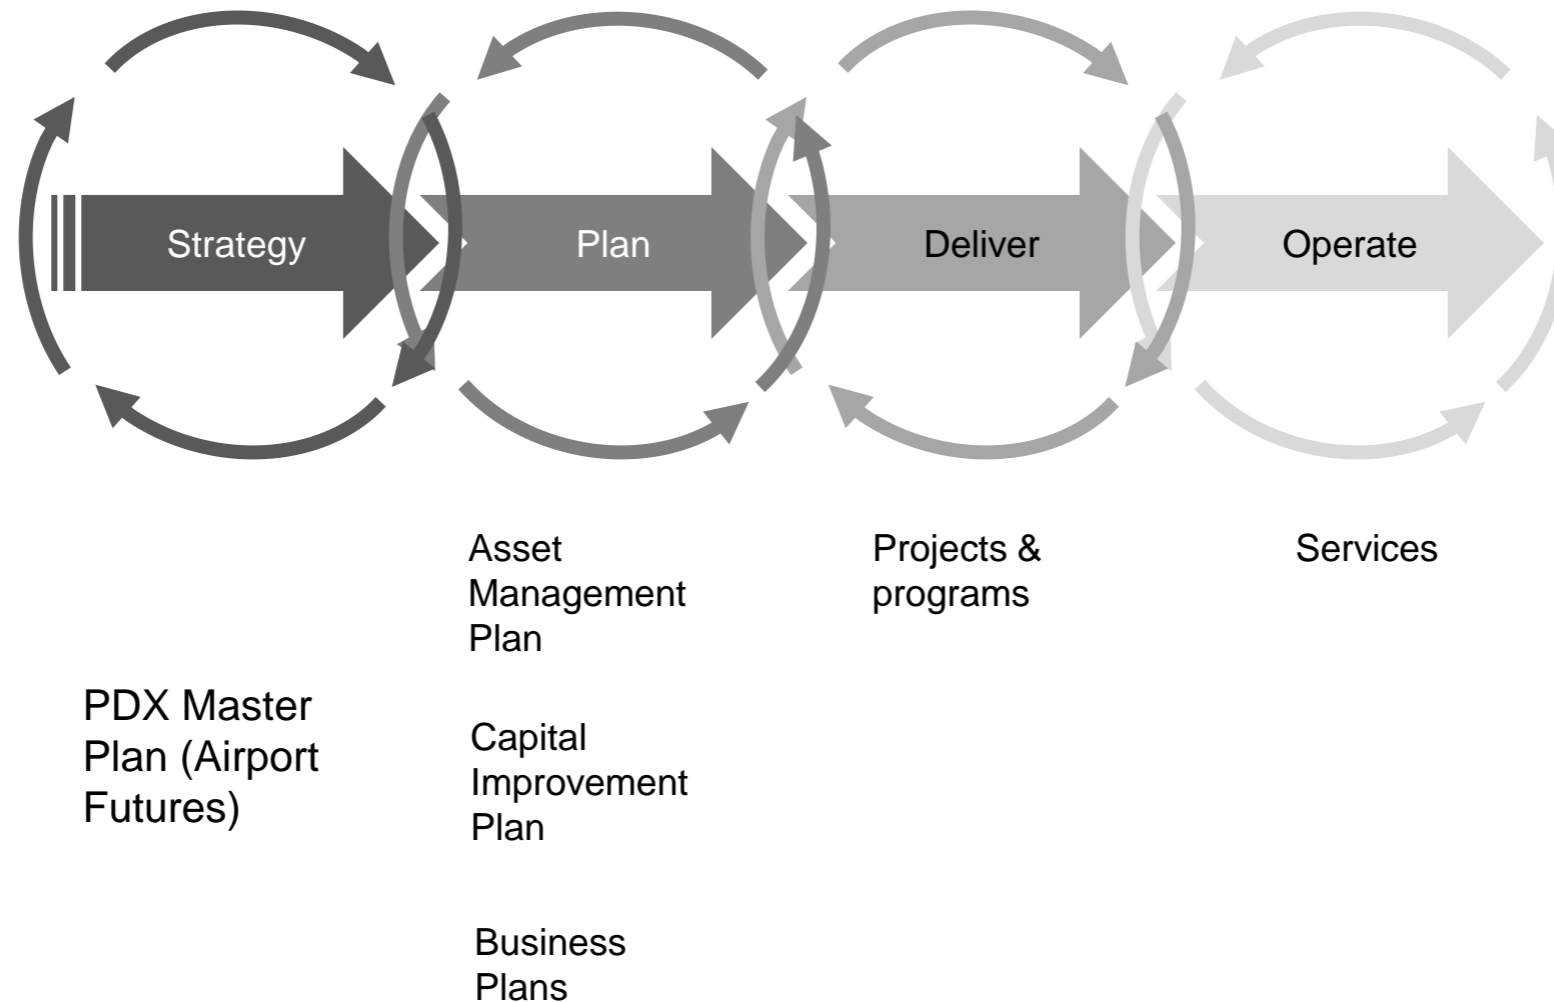 Strategy
Plan
Deliver
Operate
PDX Master
Plan (Airport
Futures)
Asset
Management
Plan
Capital
Improvement
Plan
Business
Plans
Projects &
programs
Services